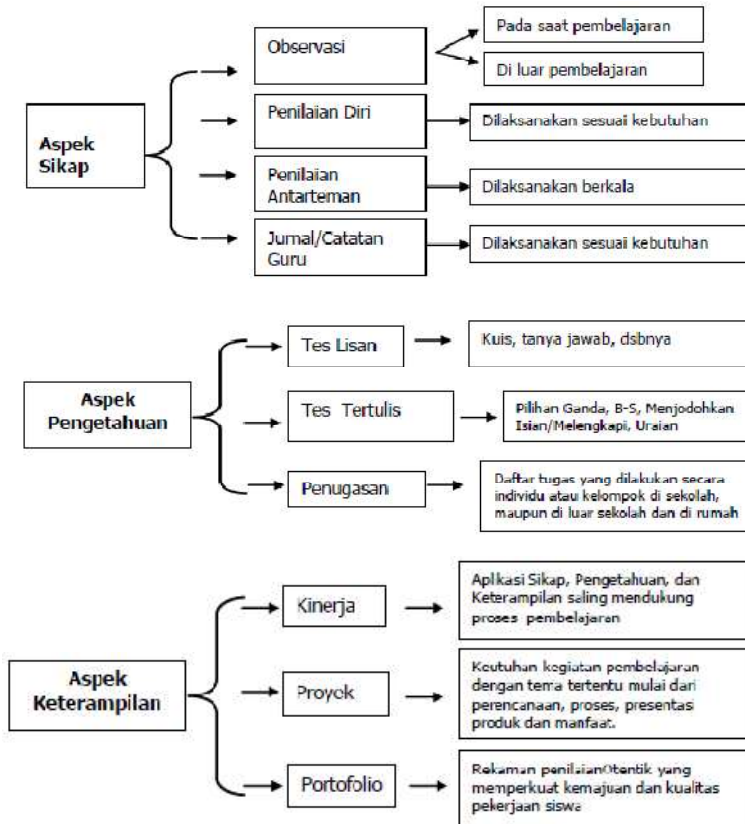 Observasi
Pada saat pembelajaran
Di luar pembelajaran
Aspek
Sikap
Penilaian Diri
Dilaksanakan sesuai kebutuhan
Penilaian
Antarteman
Dilaksanakan berkala
Jurnal/Catatan
Guru
Dilaksanakan sesuai kebutuhan
Aspek
Pengetahuan
Tes Lisan
Kuis, tanya jawab, dsbnya
Tes Tertulis
Pilihan Ganda, B-S, Menjodohkan
Isian/Melengkapi, Uraian
Penugasan
Daftar tugas yang dilakukan secara
individu atau kelompok di sekolah,
maupun di luar sekolah dan di rumah
Aspek
Keterampilan
Kinerja
Aplikasi Sikap, Pengetahuan, dan
Keterampilan saling mendukung
proses pembelajaran
Proyek
Keutuhan kegiatan pembelajaran
dengan tema tertentu mulai dari
perencanaan, proses, presentasi
produk dan manfaat.
Portofolio
Rekaman penilaianOtentik yang
memperkuat kemajuan dan kualitas
pekerjaan siswa